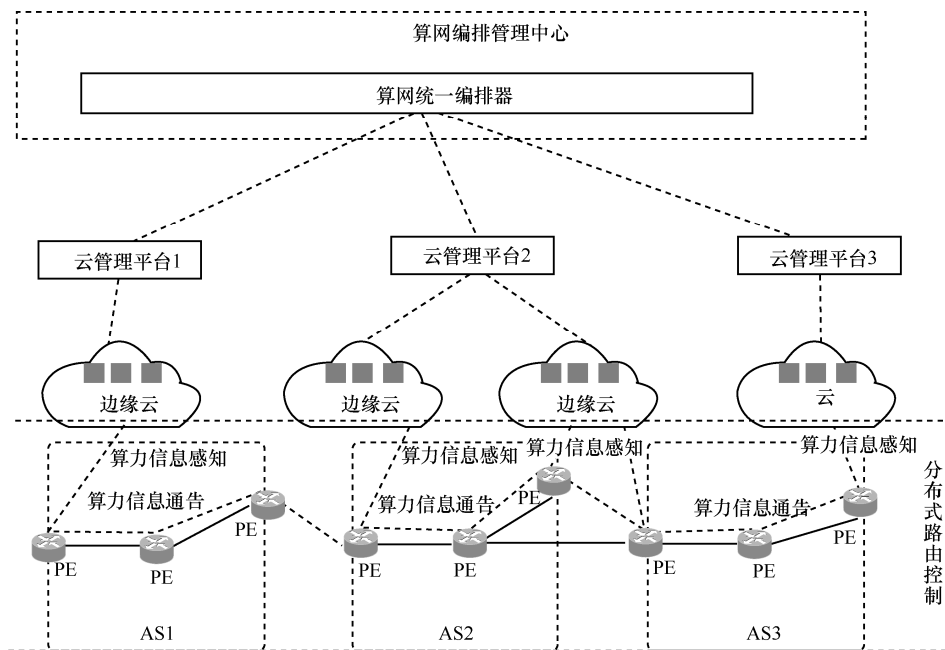 算网编排管理中心
算网统一编排器
云管理平台1
云管理平台2
云管理平台3
边缘云
边缘云
边缘云
云
算力信息感知
算力信息感知
算力信息感知
算力信息感知
算力信息通告
算力信息通告
算力信息通告
PE
PE
PE
PE
PE
PE
PE
PE
PE
AS1
AS2
AS3
分布式路由控制